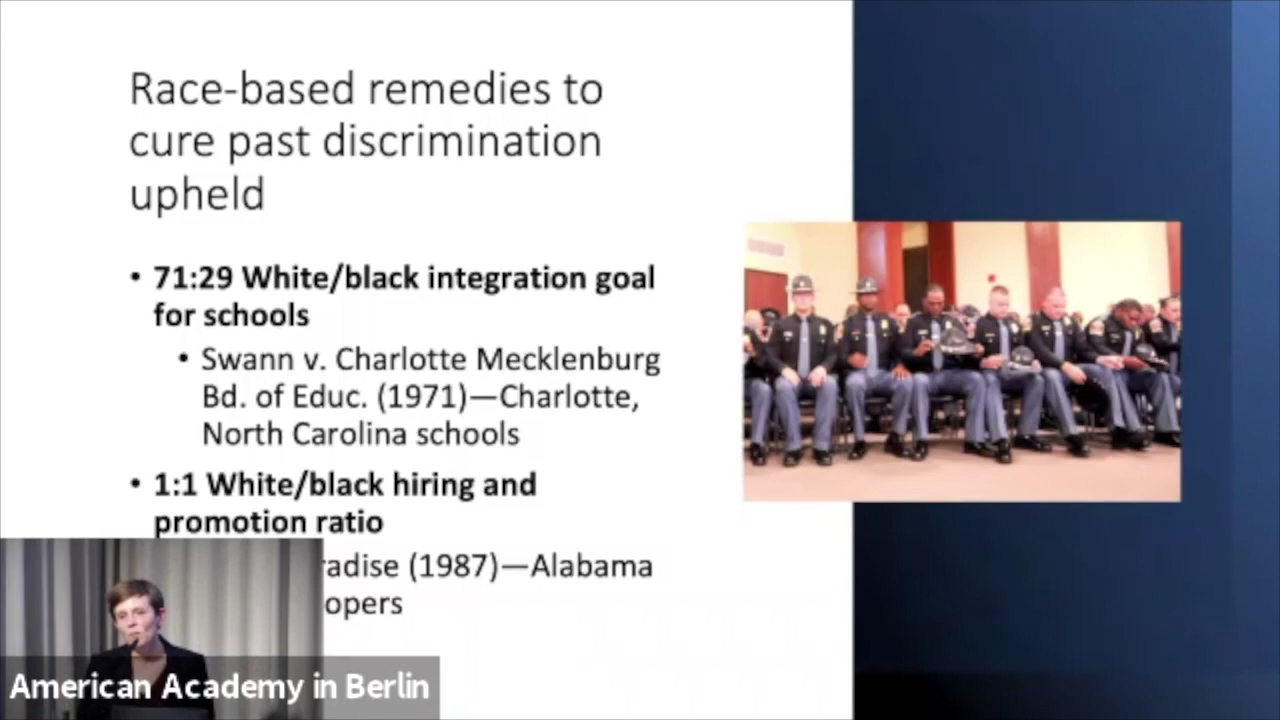 Race-based remedies to
cure past discrimination
upheld
• 71:29 White/black integration goal
for schools
• Swann v. Charlotte Mecklenburg
Bd. of Educ. (1971)—Charlotte,
North Carolina schools
• 1:1 White/black hiring and
promotion ratio
adise (1987)—Alabama
opers
American Academy in Berlin